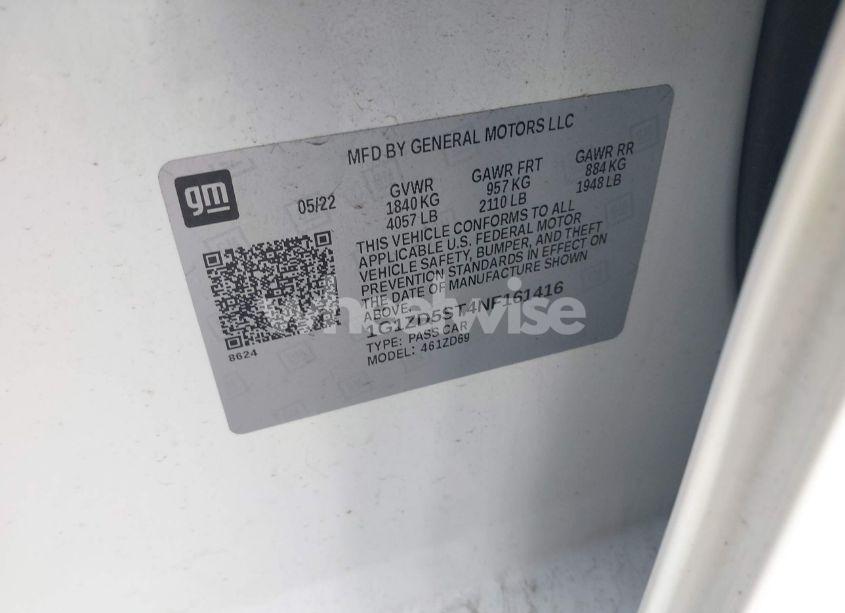 MFD BY GENERAL MOTORS LLC
gm
05/22
GVWR
1840 KG
4057 LB
GAWR FRT
957 KG
2110 LB
GAWR RR
884 KG
1948 LB
THIS VEHICLE CONFORMS TO ALL
APPLICABLE U.S. FEDERAL MOTOR
VEHICLE SAFETY, BUMPER, AND THEFT
PREVENTION STANDARDS IN EFFECT ON
THE DATE OF MANUFACTURE SHOWN
ABOVE.
1G1ZD5ST4NF161416
TYPE: PASS CAR
MODEL: 461ZD69
8624